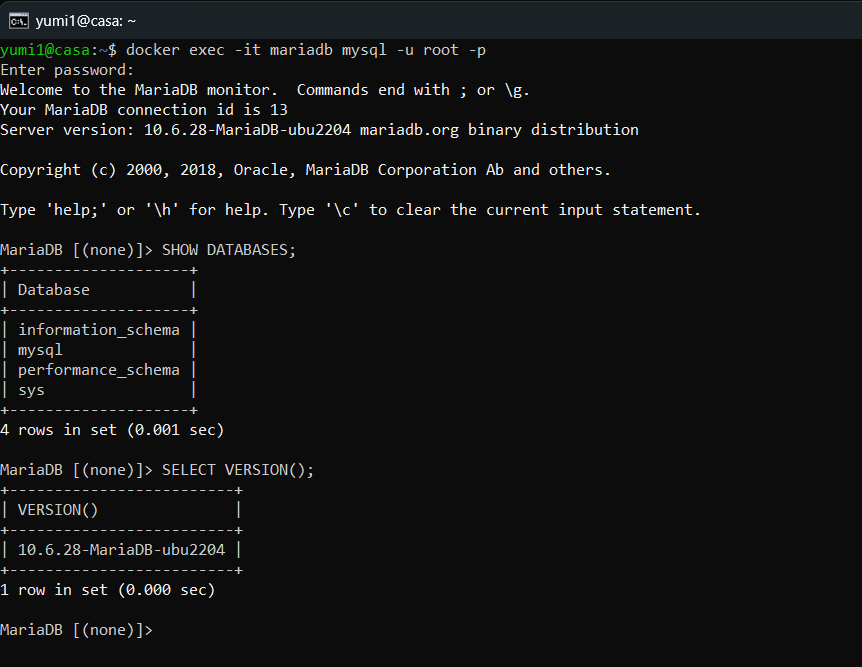 yumi1@casa: ~
yumi1@casa:~$ docker exec -it mariadb mysql -u root -p
Enter password:
Welcome to the MariaDB monitor.  Commands end with ; or \g.
Your MariaDB connection id is 13
Server version: 10.6.28-MariaDB-ubu2204 mariadb.org binary distribution

Copyright (c) 2000, 2018, Oracle, MariaDB Corporation Ab and others.

Type 'help;' or '\h' for help. Type '\c' to clear the current input statement.

MariaDB [(none)]> SHOW DATABASES;
+--------------------+
| Database           |
+--------------------+
| information_schema |
| mysql              |
| performance_schema |
| sys                |
+--------------------+
4 rows in set (0.001 sec)

MariaDB [(none)]> SELECT VERSION();
+-------------------------+
| VERSION()               |
+-------------------------+
| 10.6.28-MariaDB-ubu2204 |
+-------------------------+
1 row in set (0.000 sec)

MariaDB [(none)]>